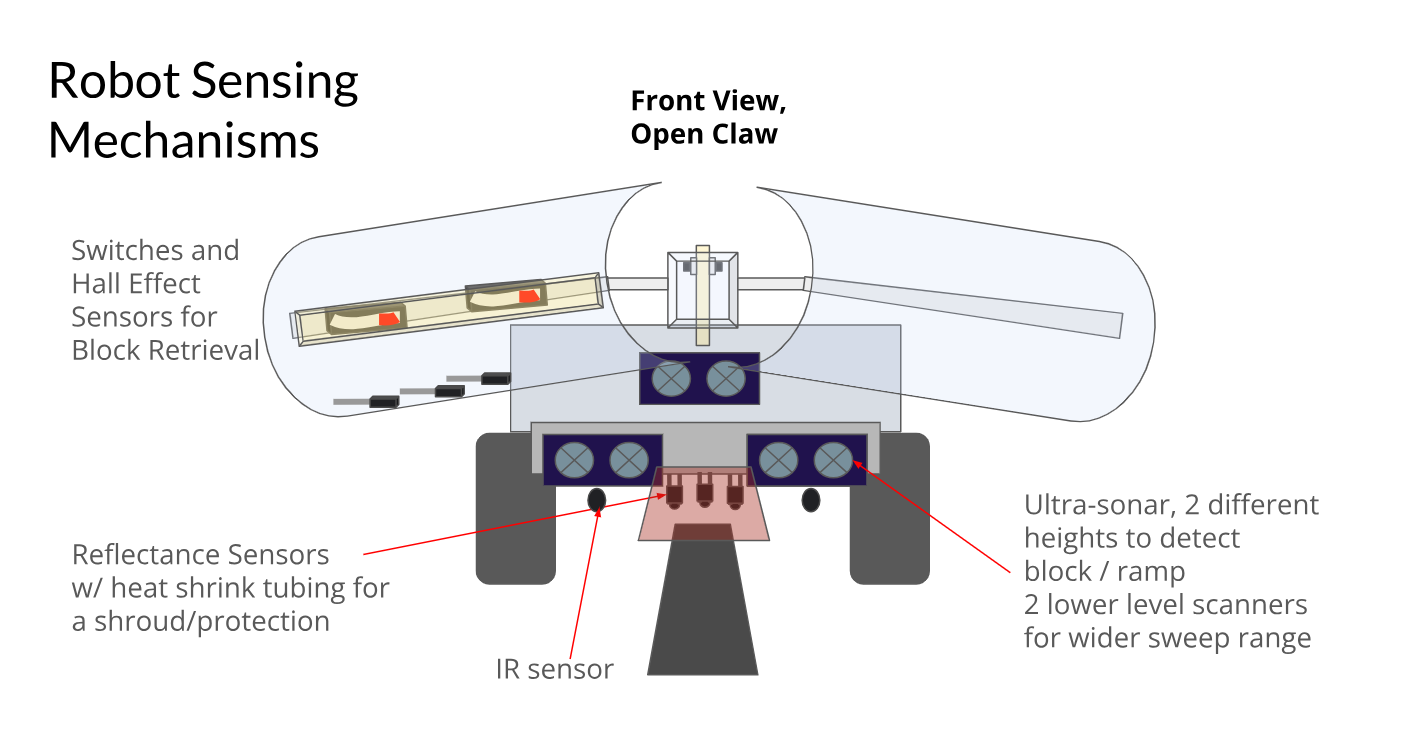 Robot Sensing
Mechanisms
Front View,
Open Claw
Switches and
Hall Effect
Sensors for
Block Retrieval
Reflectance Sensors
w/ heat shrink tubing for
a shroud/protection
IR sensor
Ultra-sonar, 2 different
heights to detect
block / ramp
2 lower level scanners
for wider sweep range